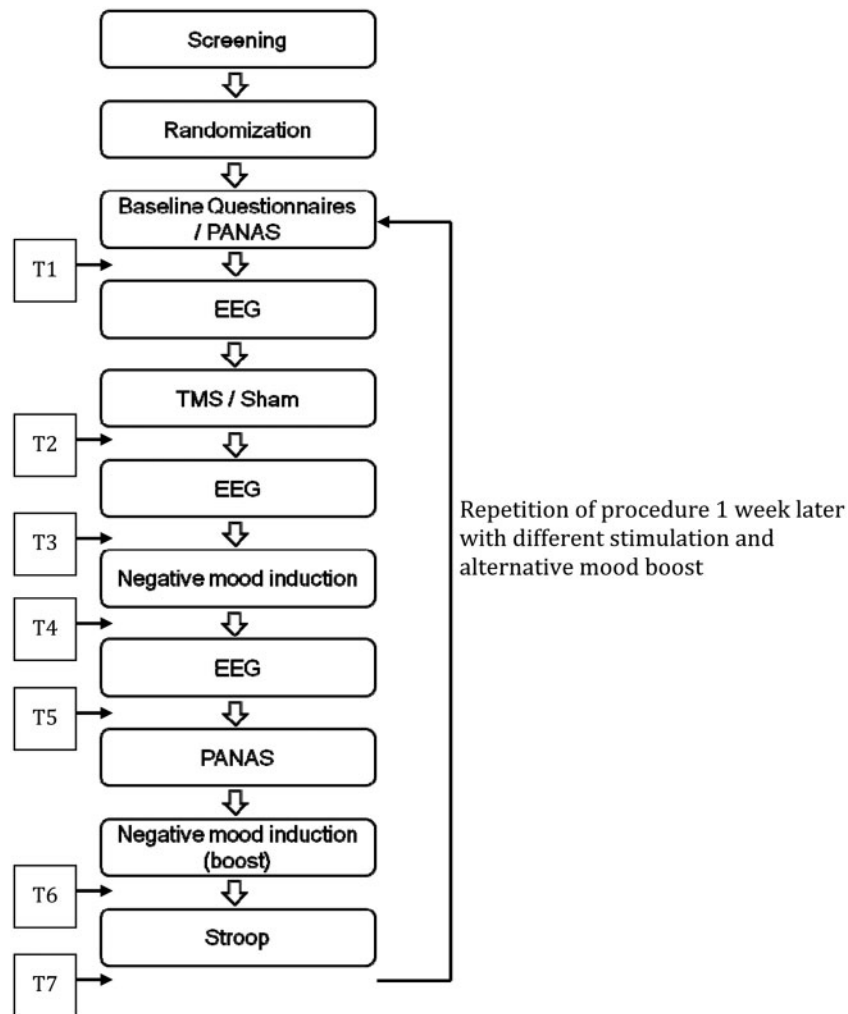 Screening
Randomization
Baseline Questionnaires
/ PANAS
T1
EEG
TMS / Sham
T2
EEG
T3
Negative mood induction
T4
EEG
T5
PANAS
Negative mood induction
(boost)
T6
Stroop
T7
Repetition of procedure 1 week later
with different stimulation and
alternative mood boost